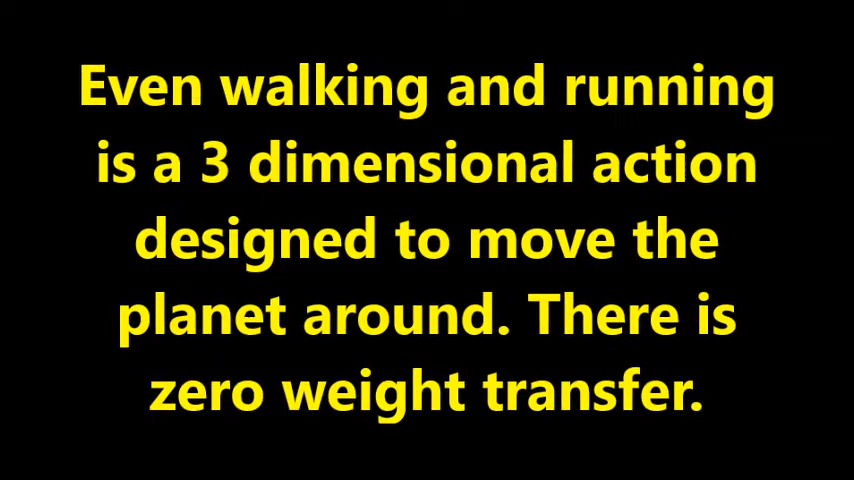 Even walking and running
is a 3 dimensional action
designed to move the
planet around. There is
zero weight transfer.